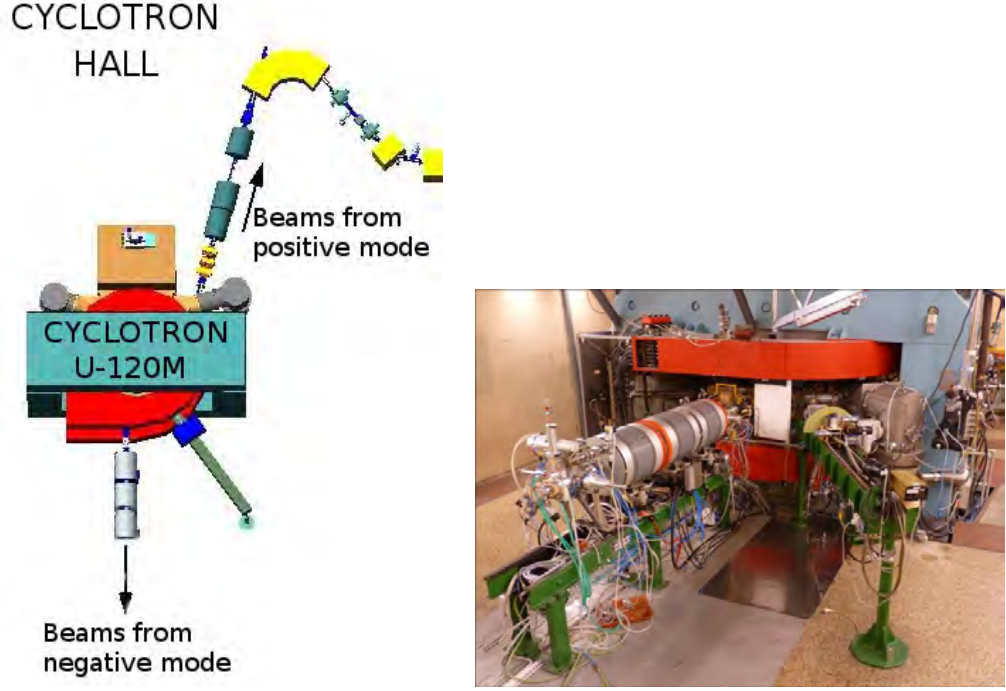 CYCLOTRON
HALL
Beams from
positive mode
CYCLOTRON
U-120M
Beams from
negative mode